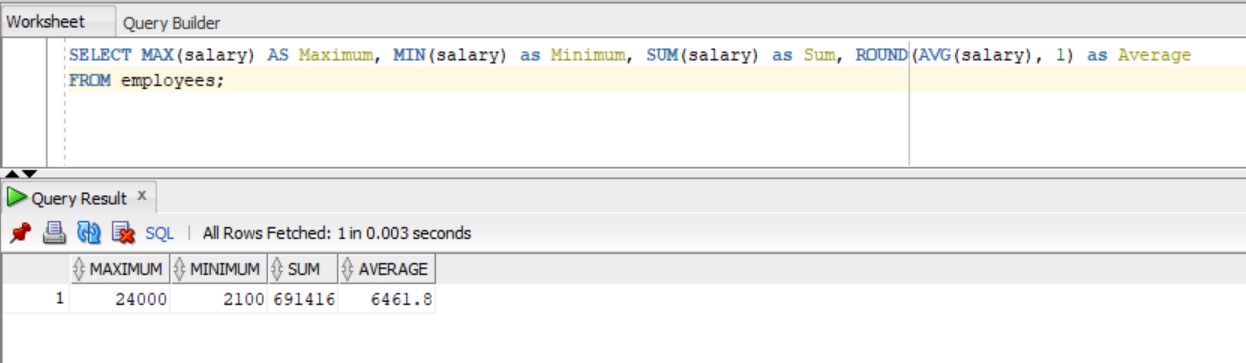 Worksheet Query Builder
SELECT MAX(salary) AS Maximum, MIN(salary) as Minimum, SUM(salary) as Sum, ROUND(AVG(salary), 1) as Average
FROM employees;
Query Result x
SQL | All Rows Fetched: 1 in 0.003 seconds
MAXIMUM MINIMUM SUM AVERAGE
1 24000 2100 691416 6461.8